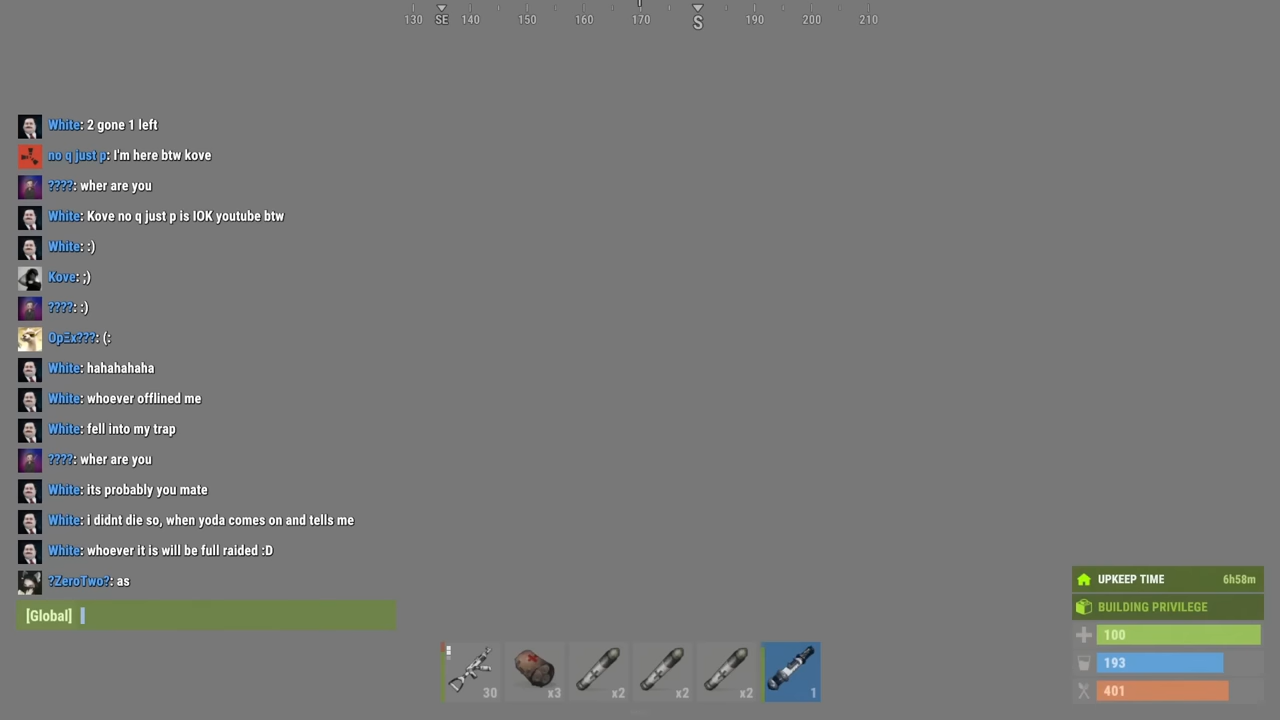 130 SE 140 150 160 170 S 190 200 210
White: 2 gone 1 left
no q just p: I'm here btw kove
????: wher are you
White: Kove no q just p is IOK youtube btw
White: :)
Kove: ;)
????: :)
OpΞx???: (:
White: hahahahaha
White: whoever offlined me
White: fell into my trap
????: wher are you
White: its probably you mate
White: i didnt die so, when yoda comes on and tells me
White: whoever it is will be full raided :D
?ZeroTwo?: as
[Global]
UPKEEP TIME 6h58m
BUILDING PRIVILEGE
100
193
401
30 x3 x2 x2 x2 1